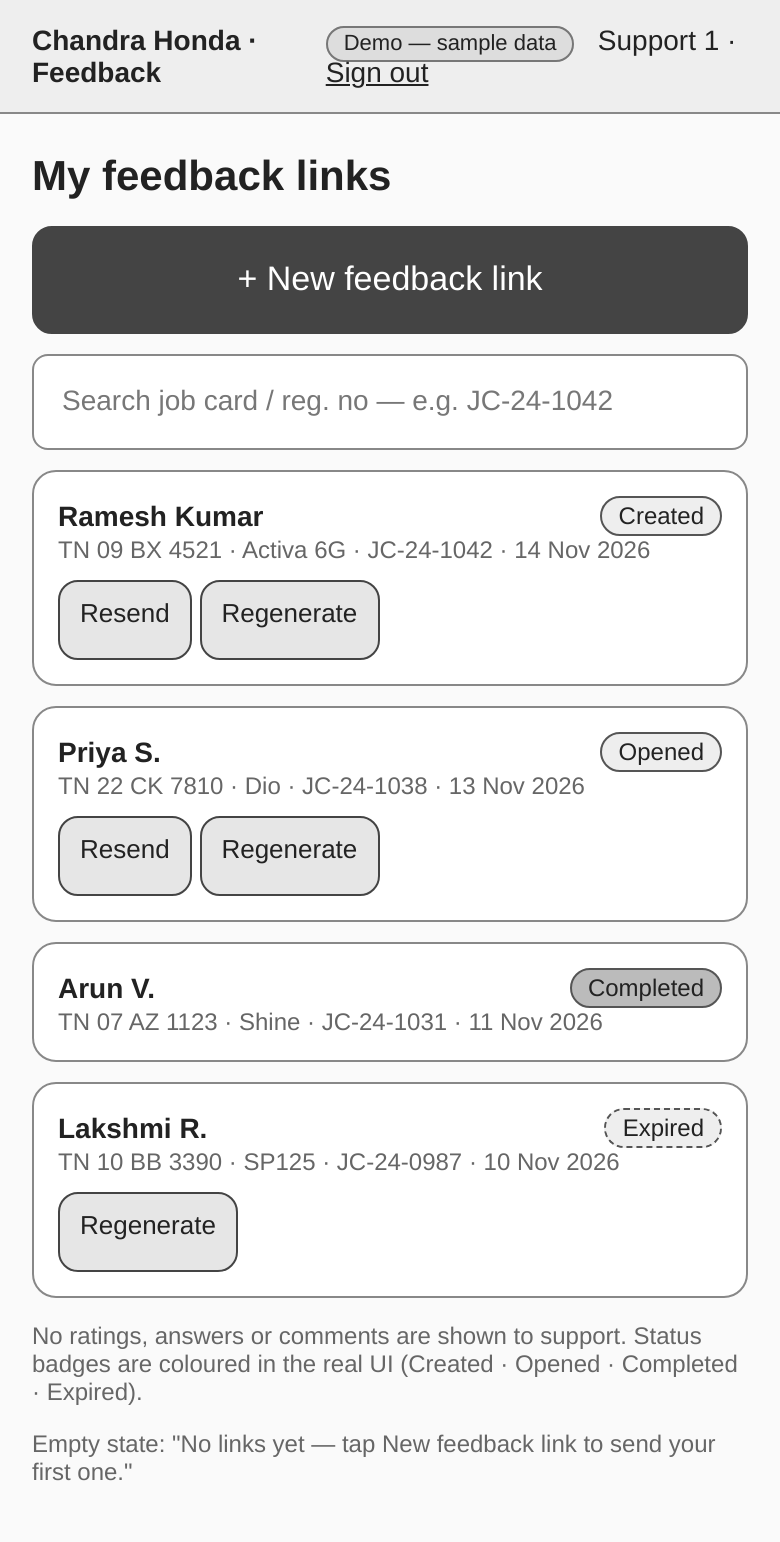 Chandra Honda ·
Feedback
Demo — sample data Support 1 ·
Sign out
My feedback links
+ New feedback link
Search job card / reg. no — e.g. JC-24-1042
Ramesh Kumar Created
TN 09 BX 4521 · Activa 6G · JC-24-1042 · 14 Nov 2026
Resend Regenerate
Priya S. Opened
TN 22 CK 7810 · Dio · JC-24-1038 · 13 Nov 2026
Resend Regenerate
Arun V. Completed
TN 07 AZ 1123 · Shine · JC-24-1031 · 11 Nov 2026
Lakshmi R. Expired
TN 10 BB 3390 · SP125 · JC-24-0987 · 10 Nov 2026
Regenerate
No ratings, answers or comments are shown to support. Status
badges are coloured in the real UI (Created · Opened · Completed
· Expired).
Empty state: "No links yet — tap New feedback link to send your
first one."